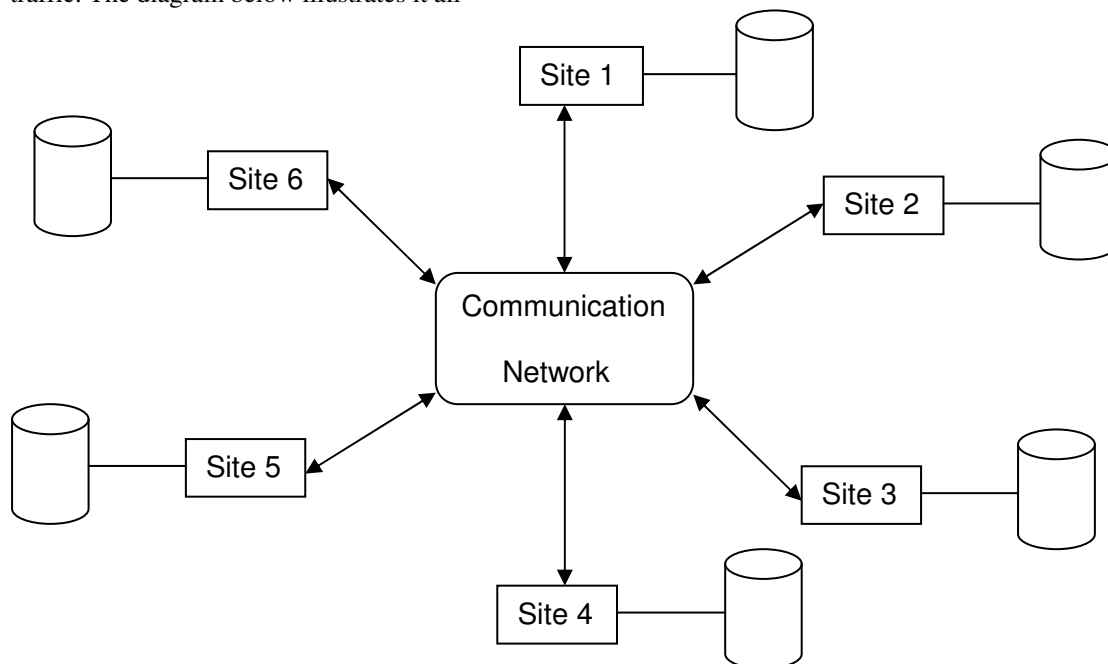 traffic. The diagram below illustrates it all
Site 1
Site 6
Site 2
Communication
Network
Site 5
Site 3
Site 4